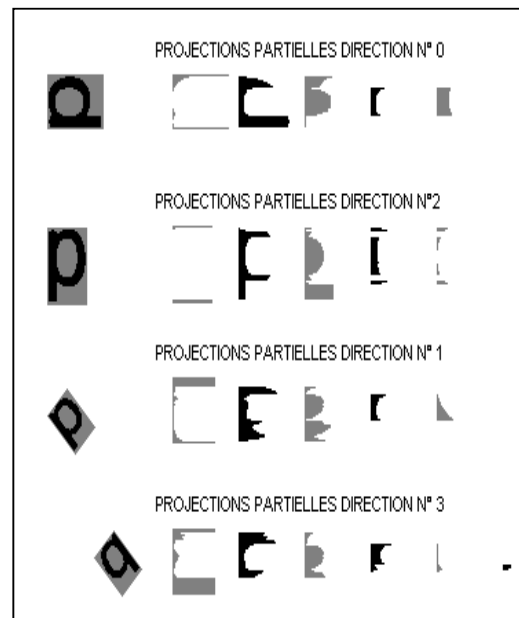 PROJECTIONS PARTIELLES DIRECTION N° 0
PROJECTIONS PARTIELLES DIRECTION N°2
p
PROJECTIONS PARTIELLES DIRECTION N° 1
p
PROJECTIONS PARTIELLES DIRECTION N° 3